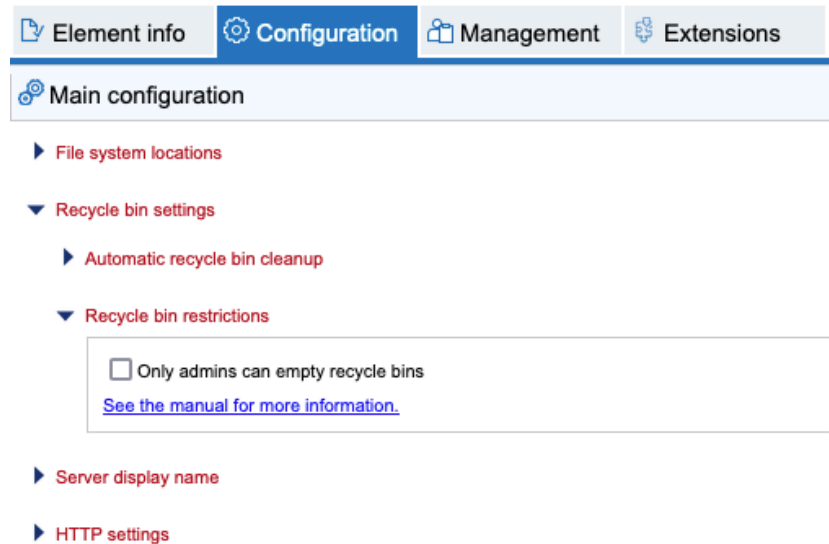 Element info Configuration Management Extensions
Main configuration
File system locations
Recycle bin settings
Automatic recycle bin cleanup
Recycle bin restrictions
Only admins can empty recycle bins
See the manual for more information.
Server display name
HTTP settings